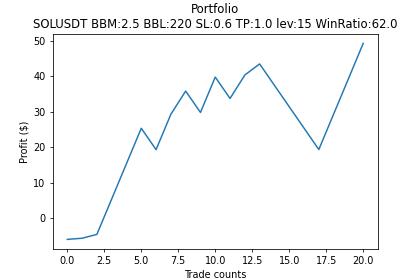 Portfolio
SOLUSDT BBM:2.5 BBL:220 SL:0.6 TP:1.0 lev:15 WinRatio:62.0
50
40
30
20
10
0
Profit ($)
0.0 2.5 5.0 7.5 10.0 12.5 15.0 17.5 20.0
Trade counts